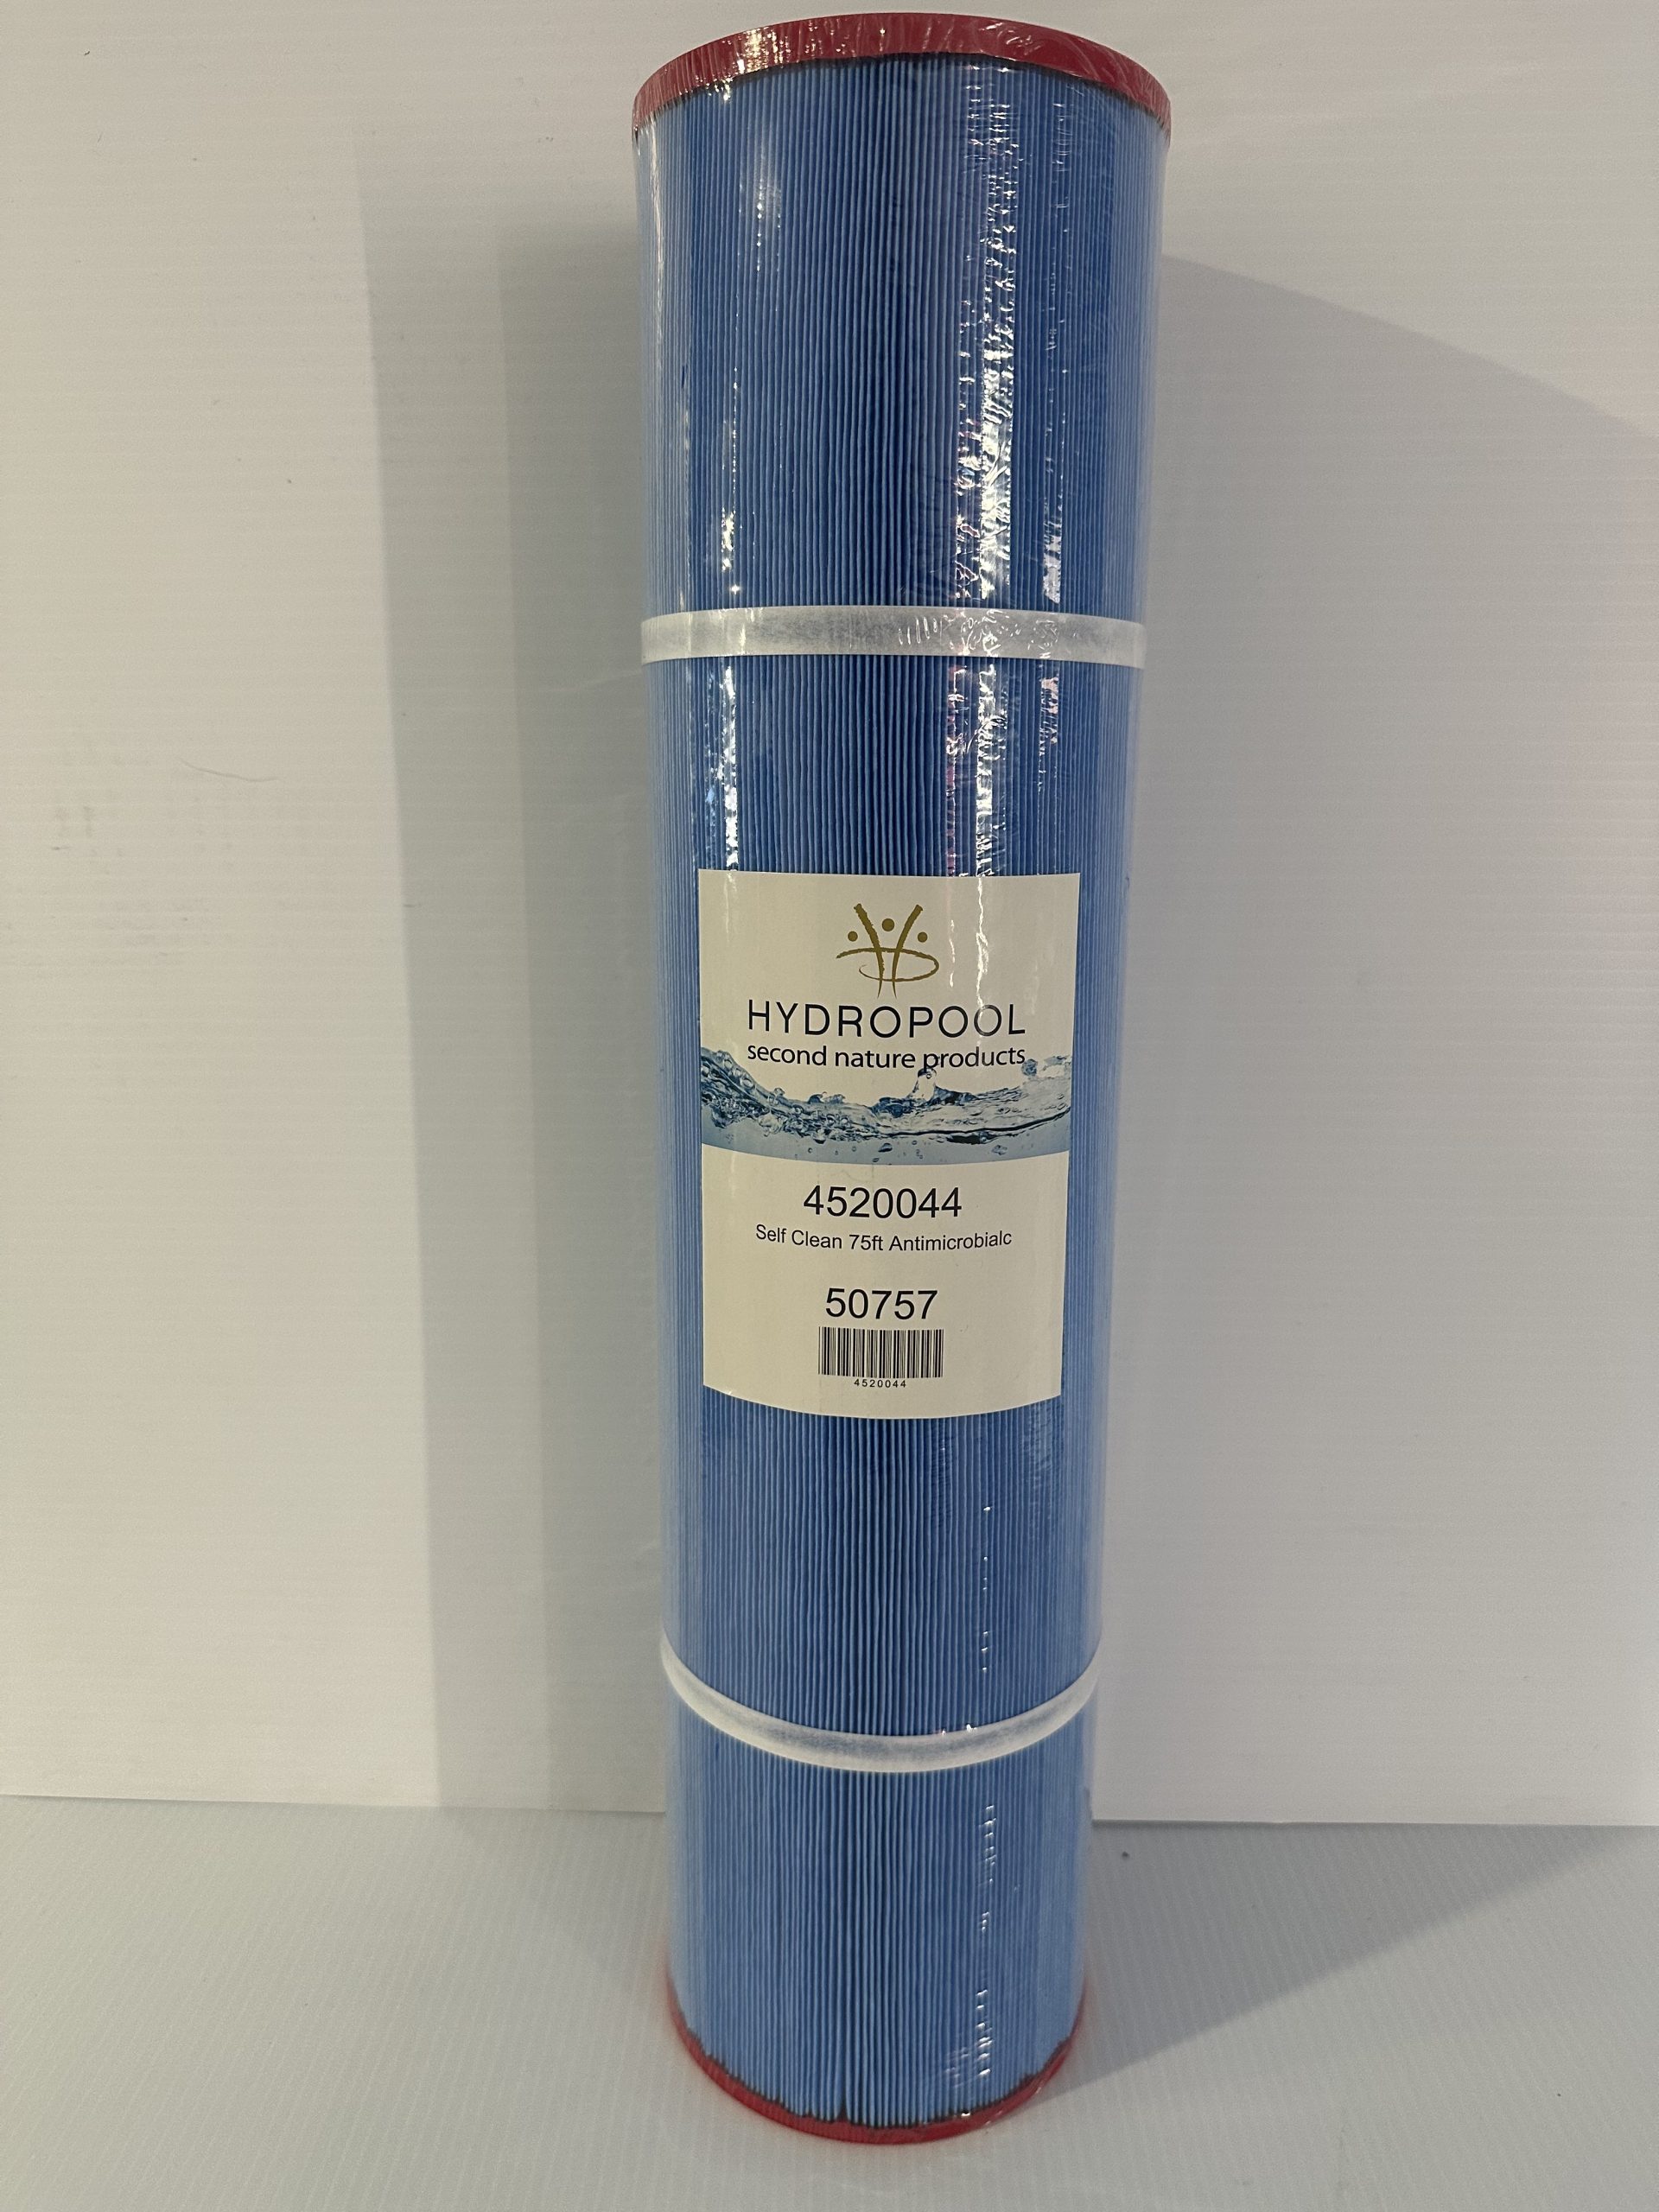 HYDROPOOL
second nature products
4520044
Self Clean 75ft Antimicrobialc
50757
4520044